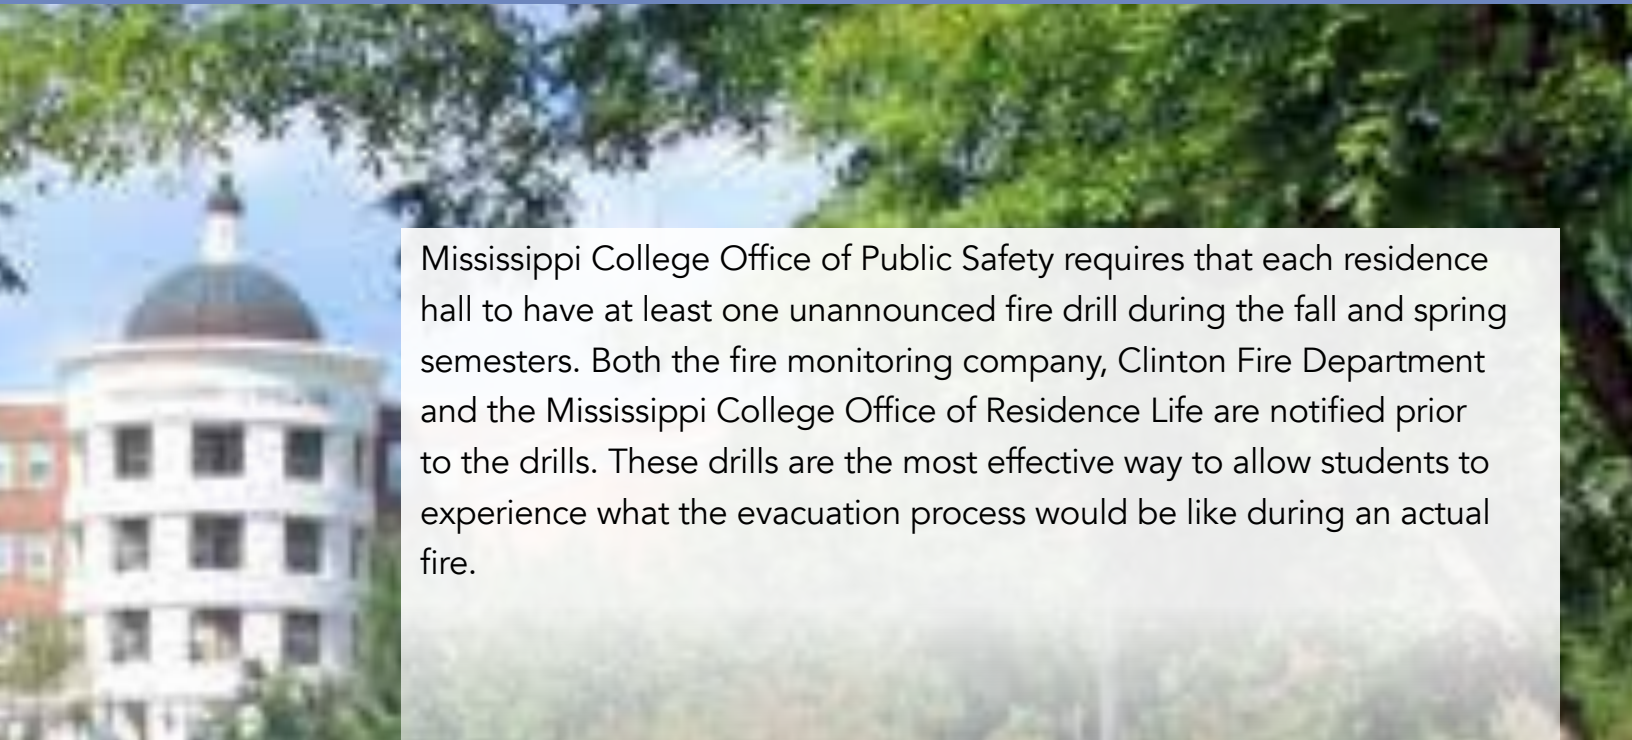 Mississippi College Office of Public Safety requires that each residence
hall to have at least one unannounced fire drill during the fall and spring
semesters. Both the fire monitoring company, Clinton Fire Department
and the Mississippi College Office of Residence Life are notified prior
to the drills. These drills are the most effective way to allow students to
experience what the evacuation process would be like during an actual
fire.